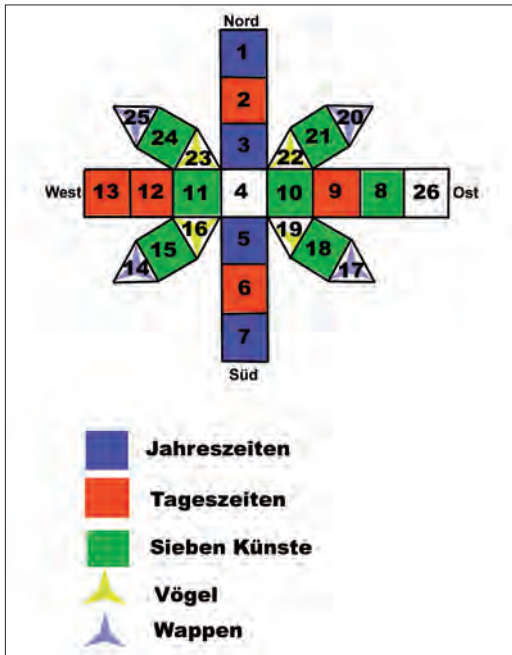 Nord
1
2
3
25 24 23 22 21 20
West 13 12 11 4 10 9 8 26 Ost
14 15 16 5 19 18 17
6
7
Süd
Jahreszeiten
Tageszeiten
Sieben Künste
Vögel
Wappen